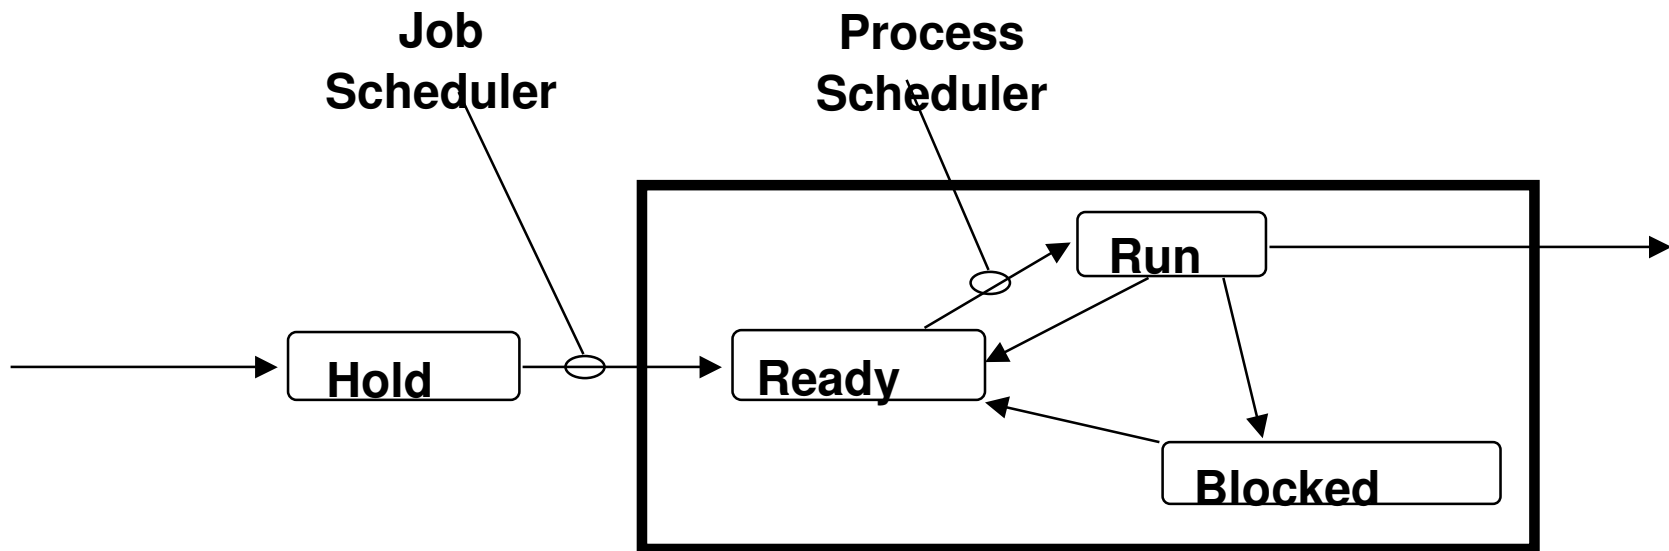 Job
Scheduler
Process
Scheduler
Run
Hold
Ready
Blocked